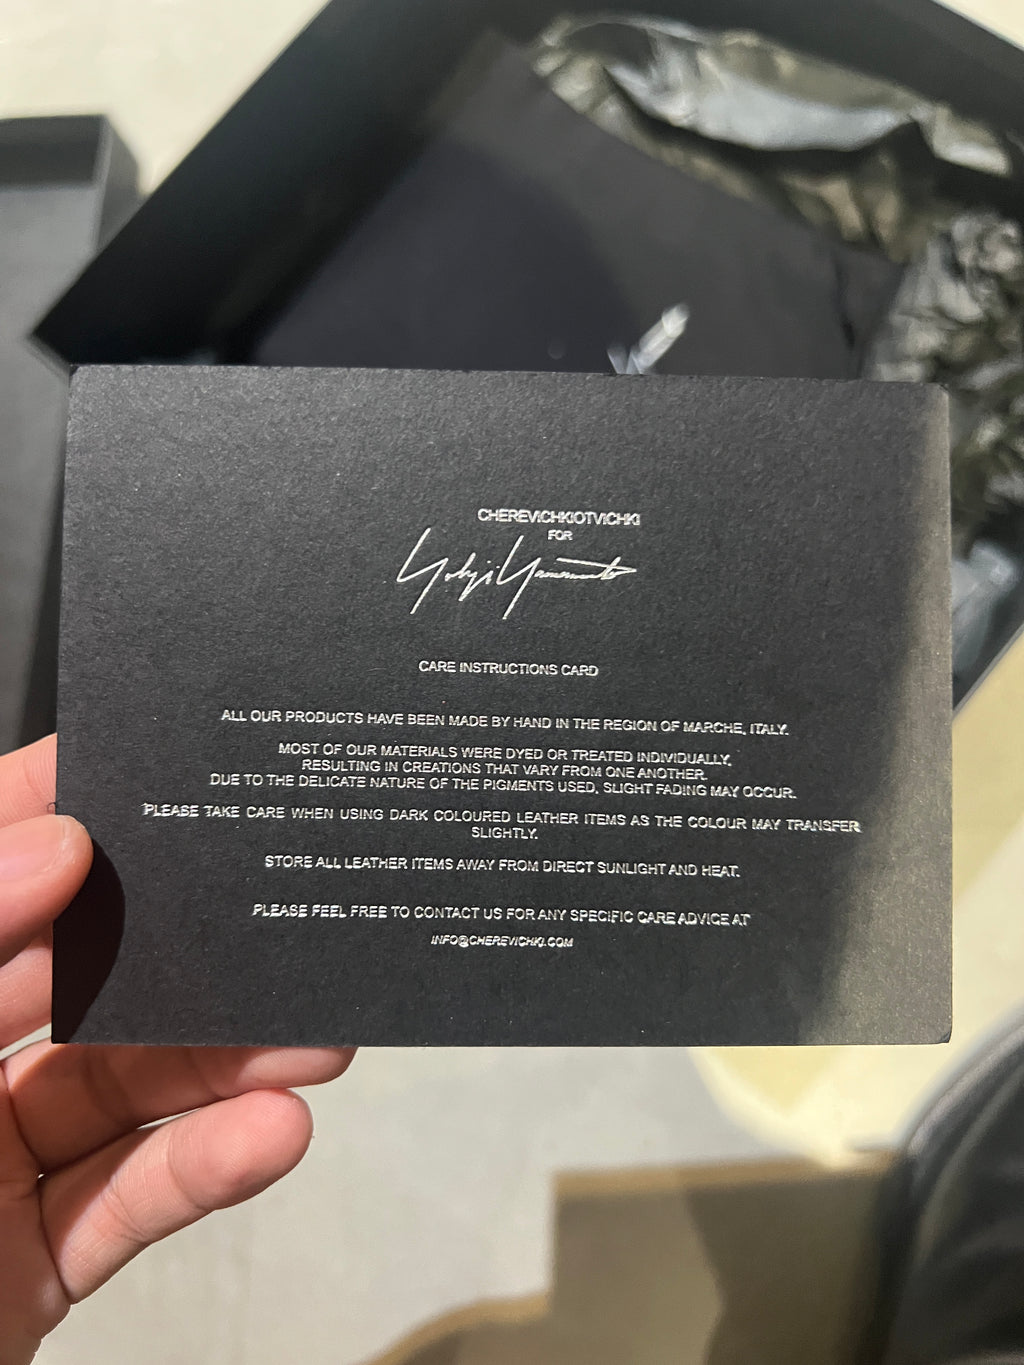 CHEREVICHKIOTVICHKI
FOR
Yohji Yamamoto
CARE INSTRUCTIONS CARD
ALL OUR PRODUCTS HAVE BEEN MADE BY HAND IN THE REGION OF MARCHE, ITALY.
MOST OF OUR MATERIALS WERE DYED OR TREATED INDIVIDUALLY,
RESULTING IN CREATIONS THAT VARY FROM ONE ANOTHER.
DUE TO THE DELICATE NATURE OF THE PIGMENTS USED, SLIGHT FADING MAY OCCUR.
PLEASE TAKE CARE WHEN USING DARK COLOURED LEATHER ITEMS AS THE COLOUR MAY TRANSFER
SLIGHTLY.
STORE ALL LEATHER ITEMS AWAY FROM DIRECT SUNLIGHT AND HEAT.
PLEASE FEEL FREE TO CONTACT US FOR ANY SPECIFIC CARE ADVICE AT
INFO@CHEREVICHKI.COM